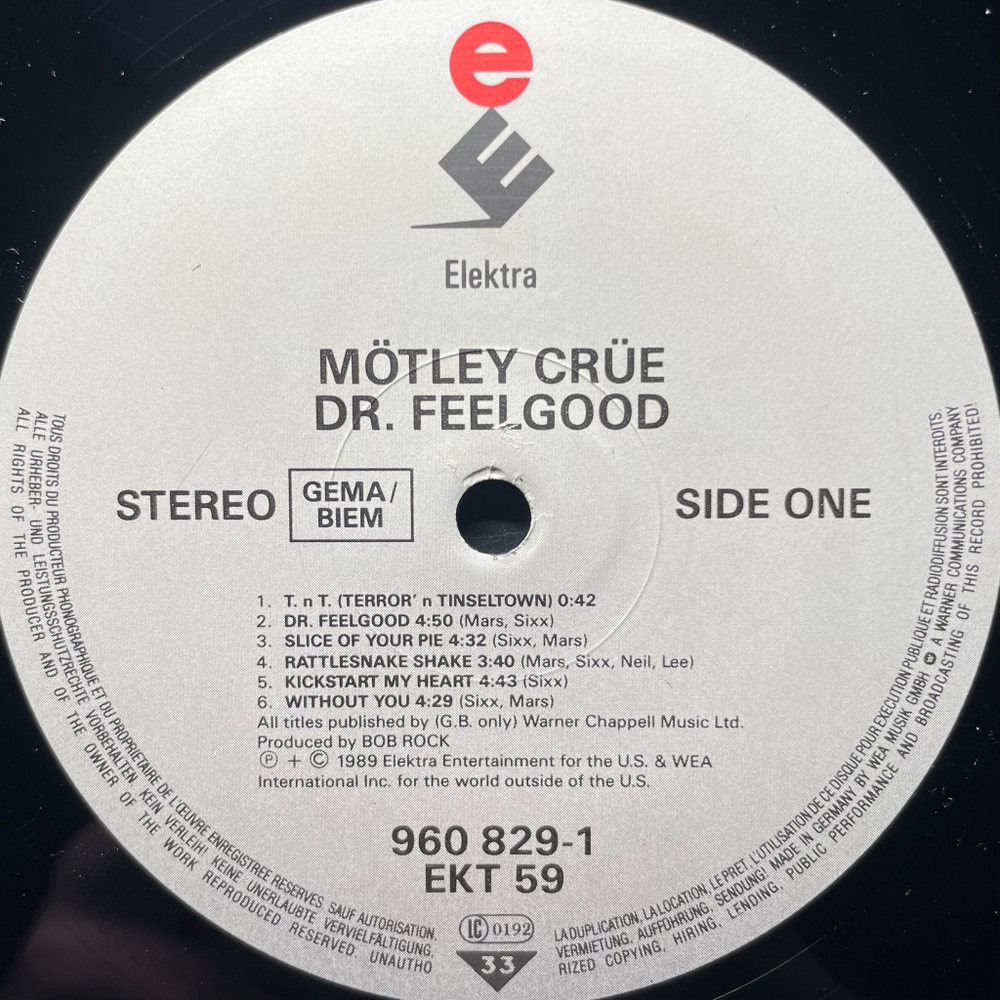 e
E
Elektra
MÖTLEY CRÜE
DR. FEELGOOD
STEREO
GEMA/
BIEM
SIDE ONE
1. T. n T. (TERROR' n TINSELTOWN) 0:42
2. DR. FEELGOOD 4:50 (Mars, Sixx)
3. SLICE OF YOUR PIE 4:32 (Sixx, Mars)
4. RATTLESNAKE SHAKE 3:40 (Mars, Sixx, Neil, Lee)
5. KICKSTART MY HEART 4:43 (Sixx)
6. WITHOUT YOU 4:29 (Sixx, Mars)
All titles published by (G.B. only) Warner Chappell Music Ltd.
Produced by BOB ROCK
Ⓟ + © 1989 Elektra Entertainment for the U.S. & WEA
International Inc. for the world outside of the U.S.
960 829-1
EKT 59
LC 0192
33
TOUS DROITS DU PRODUCTEUR PHONOGRAPHIQUE ET DU PROPRIETAIRE DE L'ŒUVRE ENREGISTREE RESERVES. SAUF AUTORISATION,
ALLE URHEBER- UND LEISTUNGSSCHUTZRECHTE VORBEHALTEN. KEIN VERLEIH! KEINE UNERLAUBTE VERVIELFÄLTIGUNG,
ALL RIGHTS OF THE PRODUCER AND OF THE OWNER OF THE WORK REPRODUCED RESERVED. UNAUTHO
LA DUPLICATION, LA LOCATION, LE PRET, L'UTILISATION DE CE DISQUE POUR EXECUTION PUBLIQUE ET RADIODIFFUSION SONT INTERDITS.
VERMIETUNG, AUFFÜHRUNG, SENDUNG! MADE IN GERMANY BY WEA MUSIK GMBH A WARNER COMMUNICATIONS COMPANY
RIZED COPYING, HIRING, LENDING, PUBLIC PERFORMANCE AND BROADCASTING OF THIS RECORD PROHIBITED!